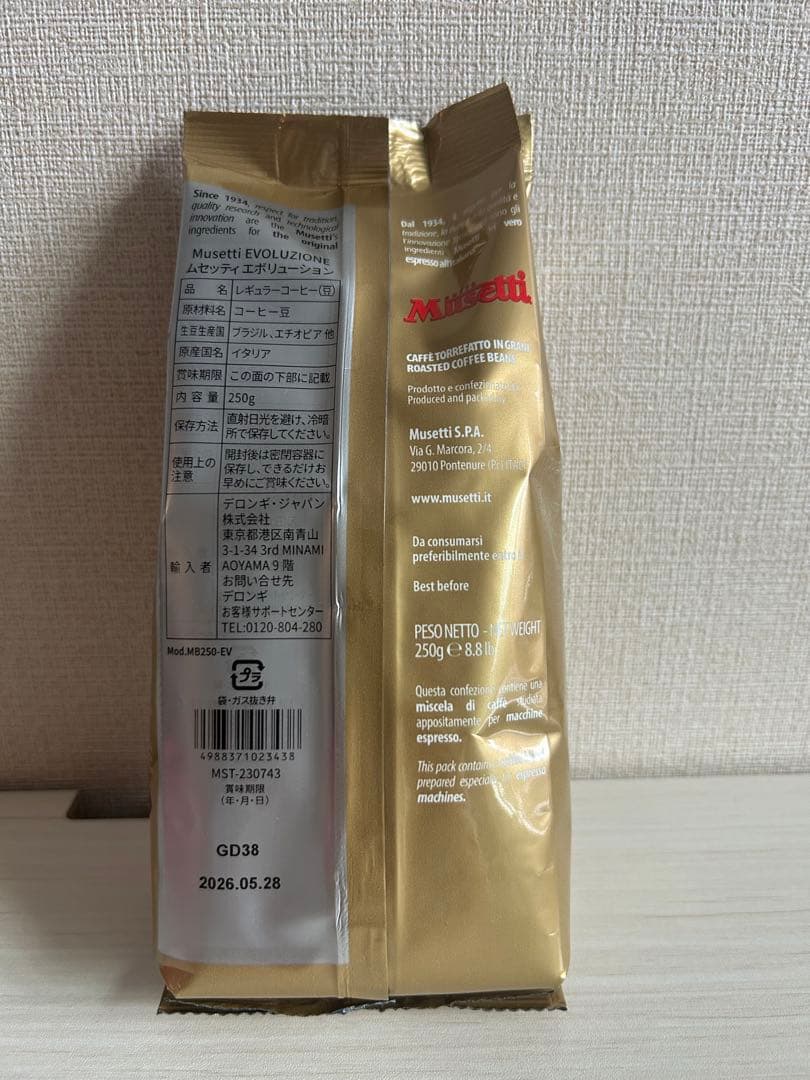 Since 1934, respect for tradition,
quality research and technological
innovation are the Musetti's
ingredients for the original
Musetti EVOLUZIONE
ムセッティ エボリューション
品 名 レギュラーコーヒー(豆)
原材料名 コーヒー豆
生豆生産国 ブラジル、エチオピア 他
原産国名 イタリア
賞味期限 この面の下部に記載
内容量 250g
保存方法 直射日光を避け、冷暗
所で保存してください。
使用上の注意 開封後は密閉容器に
保存し、できるだけお
早めにご賞味ください。
輸入者 デロンギ・ジャパン
株式会社
東京都港区南青山
3-1-34 3rd MINAMI
AOYAMA 9 階
お問い合せ先
デロンギ
お客様サポートセンター
TEL:0120-804-280
Mod.MB250-EV
プラ
袋・ガス抜き弁
4988371023438
MST-230743
賞味期限
(年・月・日)
GD38
2026.05.28
Dal 1934,
tradizione,
l'innovazione
ingredienti vero
espresso
Musetti
CAFFÈ TORREFATTO IN GRANI
ROASTED COFFEE BEANS
Prodotto e confezionato
Produced and packed
Musetti S.P.A.
Via G. Marcora, 2/4
29010 Pontenure
www.musetti.it
Da consumarsi
preferibilmente entro
Best before
PESO NETTO - NET WEIGHT
250g ℮ 8.8 lb
Questa confezione contiene una
miscela di caffè studiata
appositamente per macchine
espresso.
This pack contains
prepared especially espresso
machines.